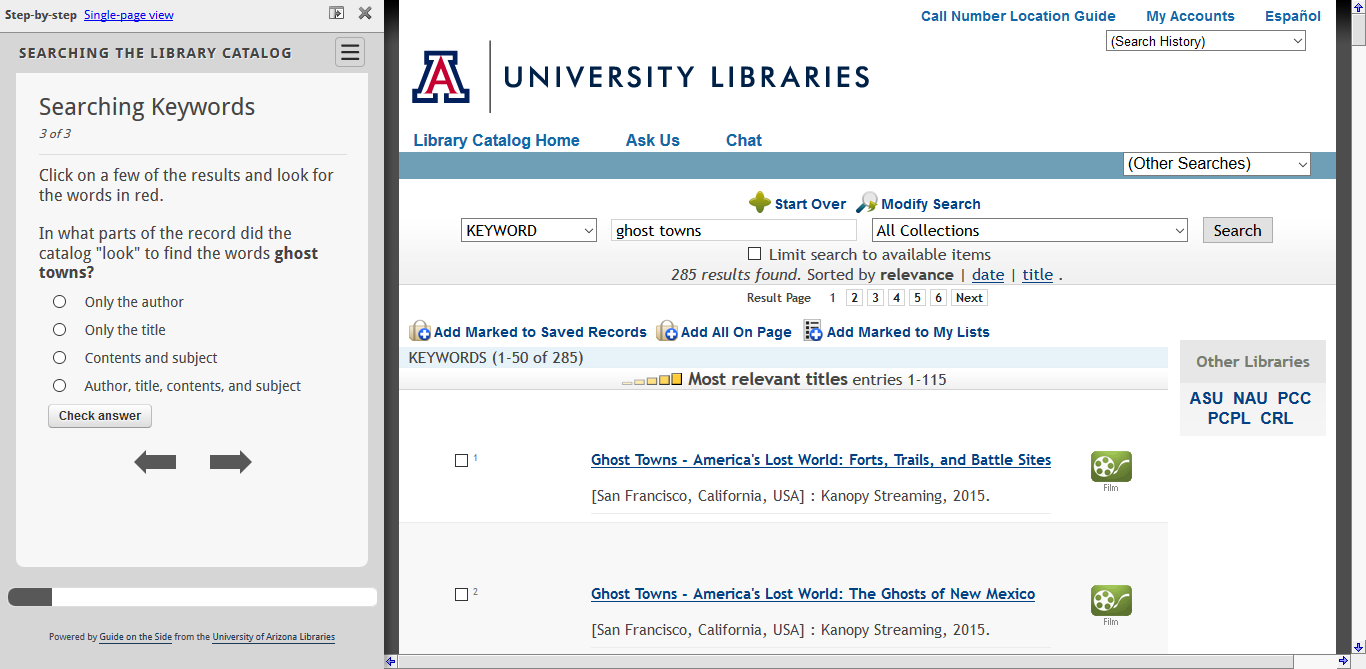 Step-by-step Single-page view
SEARCHING THE LIBRARY CATALOG
Searching Keywords
3 of 3
Click on a few of the results and look for
the words in red.
In what parts of the record did the
catalog "look" to find the words ghost
towns?
Only the author
Only the title
Contents and subject
Author, title, contents, and subject
Check answer
Powered by Guide on the Side from the University of Arizona Libraries
Call Number Location Guide My Accounts Español
(Search History)
A UNIVERSITY LIBRARIES
Library Catalog Home Ask Us Chat
(Other Searches)
Start Over Modify Search
KEYWORD ghost towns All Collections Search
Limit search to available items
285 results found. Sorted by relevance | date | title .
Result Page 1 2 3 4 5 6 Next
Add Marked to Saved Records Add All On Page Add Marked to My Lists
KEYWORDS (1-50 of 285)
Most relevant titles entries 1-115
1 Ghost Towns - America's Lost World: Forts, Trails, and Battle Sites
[San Francisco, California, USA] : Kanopy Streaming, 2015.
Film
2 Ghost Towns - America's Lost World: The Ghosts of New Mexico
[San Francisco, California, USA] : Kanopy Streaming, 2015.
Film
Other Libraries
ASU NAU PCC
PCPL CRL